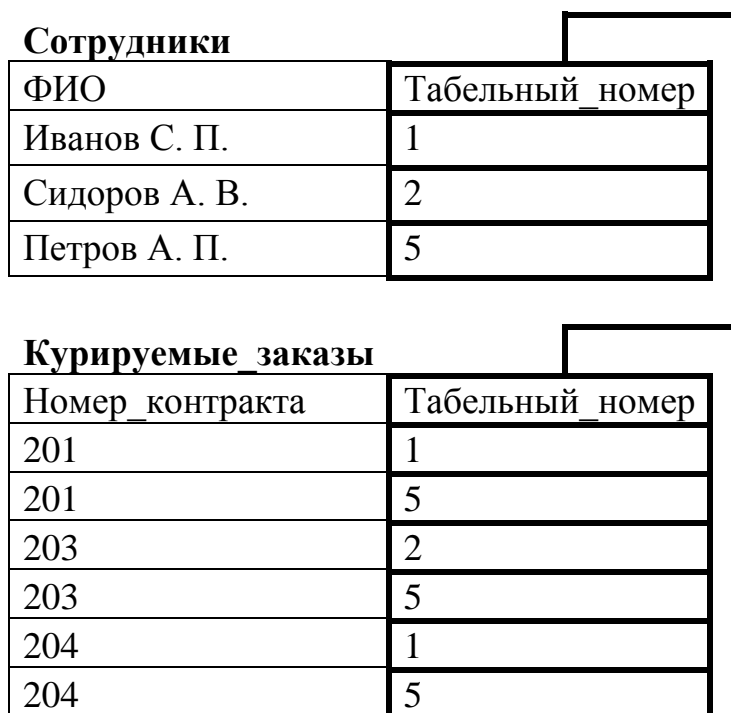 Сотрудники
ФИО Табельный_номер
Иванов С. П. 1
Сидоров А. В. 2
Петров А. П. 5
Курируемые_заказы
Номер_контракта Табельный_номер
201 1
201 5
203 2
203 5
204 1
204 5